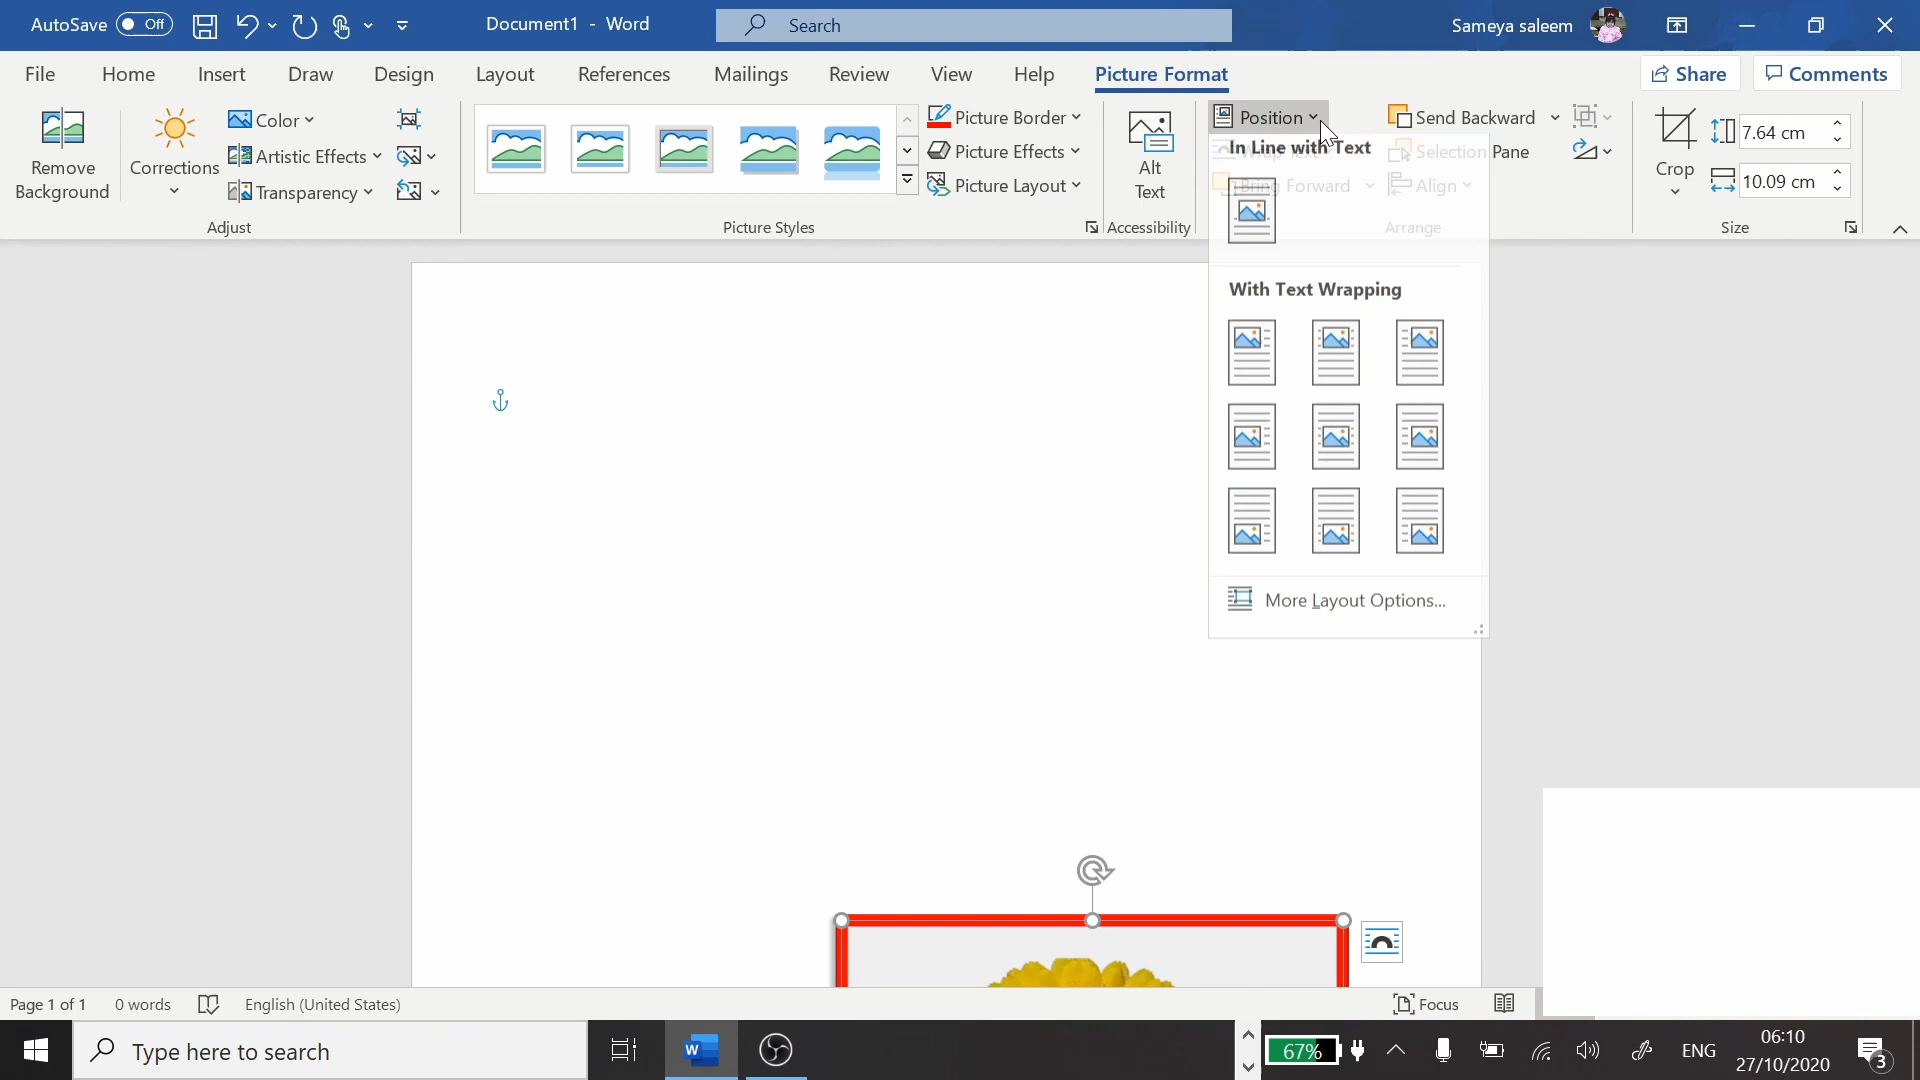 AutoSave Off Document1 - Word Search Sameya saleem
File Home Insert Draw Design Layout References Mailings Review View Help Picture Format Share Comments
Remove Background
Corrections
Color
Artistic Effects
Transparency
Adjust
Picture Styles
Picture Border
Picture Effects
Picture Layout
Alt Text
Accessibility
Position
Wrap Text
Bring Forward
Send Backward
Selection Pane
Align
Arrange
Crop
7.64 cm
10.09 cm
Size
In Line with Text
With Text Wrapping
More Layout Options...
Page 1 of 1 0 words English (United States) Focus
Type here to search
W
67%
ENG
06:10
27/10/2020
3